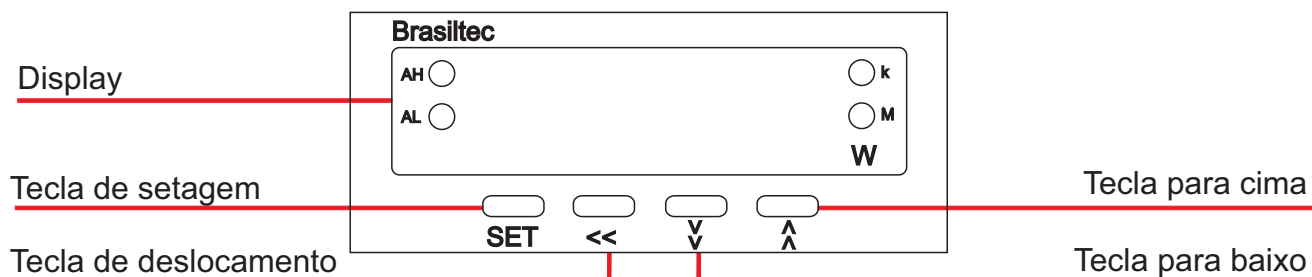 Brasiltec
Display
AH
k
AL
M
W
Tecla de setagem
Tecla para cima
SET << >> ^^
Tecla de deslocamento
Tecla para baixo